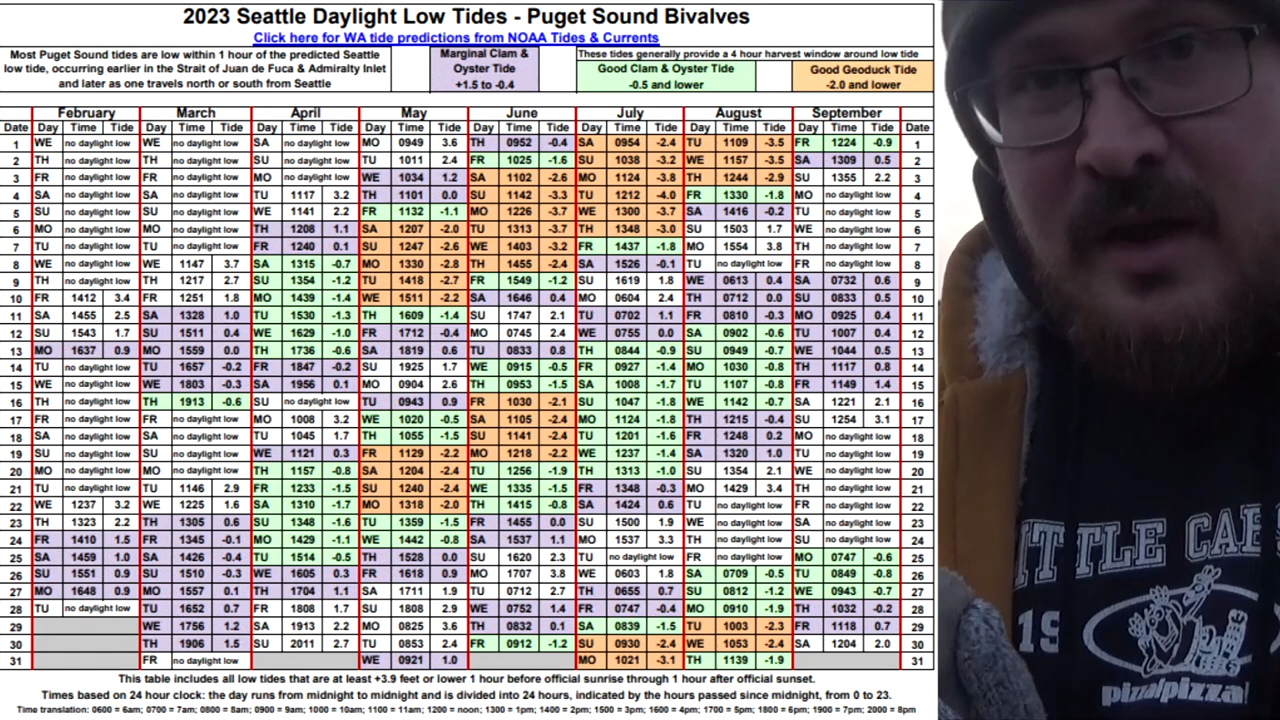 2023 Seattle Daylight Low Tides - Puget Sound Bivalves
Click here for WA tide predictions from NOAA Tides & Currents
Most Puget Sound tides are low within 1 hour of the predicted Seattle
low tide, occurring earlier in the Strait of Juan de Fuca & Admiralty Inlet
and later as one travels north or south from Seattle
Marginal Clam &
Oyster Tide
+1.5 to -0.4
These tides generally provide a 4 hour harvest window around low tide
Good Clam & Oyster Tide
-0.5 and lower
Good Geoduck Tide
-2.0 and lower
February March April May June July August September
Date Day Time Tide Day Time Tide Day Time Tide Day Time Tide Day Time Tide Day Time Tide Day Time Tide Day Time Tide Date
1 WE no daylight low WE no daylight low SA no daylight low MO 0949 3.6 TH 0952 -0.4 SA 0954 -2.4 TU 1109 -3.5 FR 1224 -0.9 1
2 TH no daylight low TH no daylight low SU no daylight low TU 1011 2.4 FR 1025 -1.6 SU 1038 -3.2 WE 1157 -3.5 SA 1309 0.5 2
3 FR no daylight low FR no daylight low MO no daylight low WE 1034 1.2 SA 1102 -2.6 MO 1124 -3.8 TH 1244 -2.9 SU 1355 2.2 3
4 SA no daylight low SA no daylight low TU 1117 3.2 TH 1101 0.0 SU 1142 -3.3 TU 1212 -4.0 FR 1330 -1.8 MO no daylight low 4
5 SU no daylight low SU no daylight low WE 1141 2.2 FR 1132 -1.1 MO 1226 -3.7 WE 1300 -3.7 SA 1416 -0.2 TU no daylight low 5
6 MO no daylight low MO no daylight low TH 1208 1.1 SA 1207 -2.0 TU 1313 -3.7 TH 1348 -3.0 SU 1503 1.7 WE no daylight low 6
7 TU no daylight low TU no daylight low FR 1240 0.1 SU 1247 -2.6 WE 1403 -3.2 FR 1437 -1.8 MO 1554 3.8 TH no daylight low 7
8 WE no daylight low WE 1147 3.7 SA 1315 -0.7 MO 1330 -2.8 TH 1455 -2.4 SA 1526 -0.1 TU no daylight low FR no daylight low 8
9 TH no daylight low TH 1217 2.7 SU 1354 -1.2 TU 1418 -2.7 FR 1549 -1.2 SU 1619 1.8 WE 0613 0.4 SA 0732 0.6 9
10 FR 1412 3.4 FR 1251 1.8 MO 1439 -1.4 WE 1511 -2.2 SA 1646 0.4 MO 0604 2.4 TH 0712 0.0 SU 0833 0.5 10
11 SA 1455 2.5 SA 1328 1.0 TU 1530 -1.3 TH 1609 -1.4 SU 1747 2.1 TU 0702 1.1 FR 0810 -0.3 MO 0925 0.4 11
12 SU 1543 1.7 SU 1511 0.4 WE 1629 -1.0 FR 1712 -0.4 MO 0745 2.4 WE 0755 0.0 SA 0902 -0.6 TU 1007 0.4 12
13 MO 1637 0.9 MO 1559 0.0 TH 1736 -0.6 SA 1819 0.6 TU 0833 0.8 TH 0844 -0.9 SU 0949 -0.7 WE 1044 0.5 13
14 TU no daylight low TU 1657 -0.2 FR 1847 -0.2 SU 1925 1.7 WE 0915 -0.5 FR 0927 -1.4 MO 1030 -0.8 TH 1117 0.8 14
15 WE no daylight low WE 1803 -0.3 SA 1956 0.1 MO 0904 2.6 TH 0953 -1.5 SA 1008 -1.7 TU 1107 -0.8 FR 1149 1.4 15
16 TH no daylight low TH 1913 -0.6 SU no daylight low TU 0943 0.9 FR 1030 -2.1 SU 1047 -1.8 WE 1142 -0.7 SA 1221 2.1 16
17 FR no daylight low FR no daylight low MO 1008 3.2 WE 1020 -0.5 SA 1105 -2.4 MO 1124 -1.8 TH 1215 -0.4 SU 1254 3.1 17
18 SA no daylight low SA no daylight low TU 1045 1.7 TH 1055 -1.5 SU 1141 -2.4 TU 1201 -1.6 FR 1248 0.2 MO no daylight low 18
19 SU no daylight low SU no daylight low WE 1121 0.3 FR 1129 -2.2 MO 1218 -2.2 WE 1237 -1.4 SA 1320 1.0 TU no daylight low 19
20 MO no daylight low MO no daylight low TH 1157 -0.8 SA 1204 -2.4 TU 1256 -1.9 TH 1313 -1.0 SU 1354 2.1 WE no daylight low 20
21 TU no daylight low TU 1146 2.9 FR 1233 -1.5 SU 1240 -2.4 WE 1335 -1.5 FR 1348 -0.3 MO 1429 3.4 TH no daylight low 21
22 WE 1237 3.2 WE 1225 1.6 SA 1310 -1.7 MO 1318 -2.0 TH 1415 -0.8 SA 1424 0.6 TU no daylight low FR no daylight low 22
23 TH 1323 2.2 TH 1305 0.6 SU 1348 -1.6 TU 1359 -1.5 FR 1455 0.0 SU 1500 1.9 WE no daylight low SA no daylight low 23
24 FR 1410 1.5 FR 1345 -0.1 MO 1429 -1.1 WE 1442 -0.8 SA 1537 1.1 MO 1537 3.3 TH no daylight low SU no daylight low 24
25 SA 1459 1.0 SA 1426 -0.4 TU 1514 -0.5 TH 1528 0.0 SU 1620 2.3 TU no daylight low FR no daylight low MO 0747 -0.6 25
26 SU 1551 0.9 SU 1510 -0.3 WE 1605 0.3 FR 1618 0.9 MO 1707 3.8 WE 0603 1.8 SA 0709 -0.5 TU 0849 -0.8 26
27 MO 1648 0.9 MO 1557 0.1 TH 1704 1.1 SA 1711 1.9 TU 0712 2.7 TH 0655 0.7 SU 0812 -1.2 WE 0943 -0.7 27
28 TU no daylight low TU 1652 0.7 FR 1808 1.7 SU 1808 2.9 WE 0752 1.4 FR 0747 -0.4 MO 0910 -1.9 TH 1032 -0.2 28
29 WE 1756 1.2 SA 1913 2.2 MO 0825 3.6 TH 0832 0.1 SA 0839 -1.5 TU 1003 -2.3 FR 1118 0.7 29
30 TH 1906 1.5 SU 2011 2.7 TU 0853 2.4 FR 0912 -1.2 SU 0930 -2.4 WE 1053 -2.4 SA 1204 2.0 30
31 FR no daylight low WE 0921 1.0 MO 1021 -3.1 TH 1139 -1.9 31
This table includes all low tides that are at least +3.9 feet or lower 1 hour before official sunrise through 1 hour after official sunset.
Times based on 24 hour clock: the day runs from midnight to midnight and is divided into 24 hours, indicated by the hours passed since midnight, from 0 to 23.
Time translation: 0600 = 6am; 0700 = 7am; 0800 = 8am; 0900 = 9am; 1000 = 10am; 1100 = 11am; 1200 = noon; 1300 = 1pm; 1400 = 2pm; 1500 = 3pm; 1600 = 4pm; 1700 = 5pm; 1800 = 6pm; 1900 = 7pm; 2000 = 8pm
TTLE CAE
19
pizza!pizza!